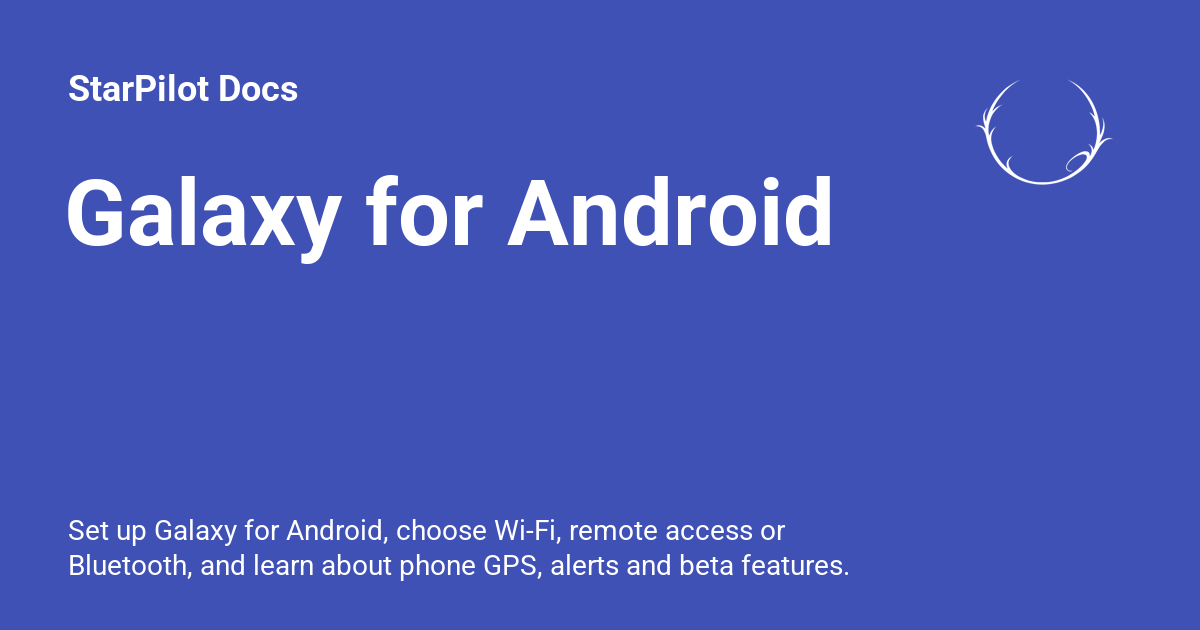 StarPilot Docs
Galaxy for Android
Set up Galaxy for Android, choose Wi-Fi, remote access or
Bluetooth, and learn about phone GPS, alerts and beta features.